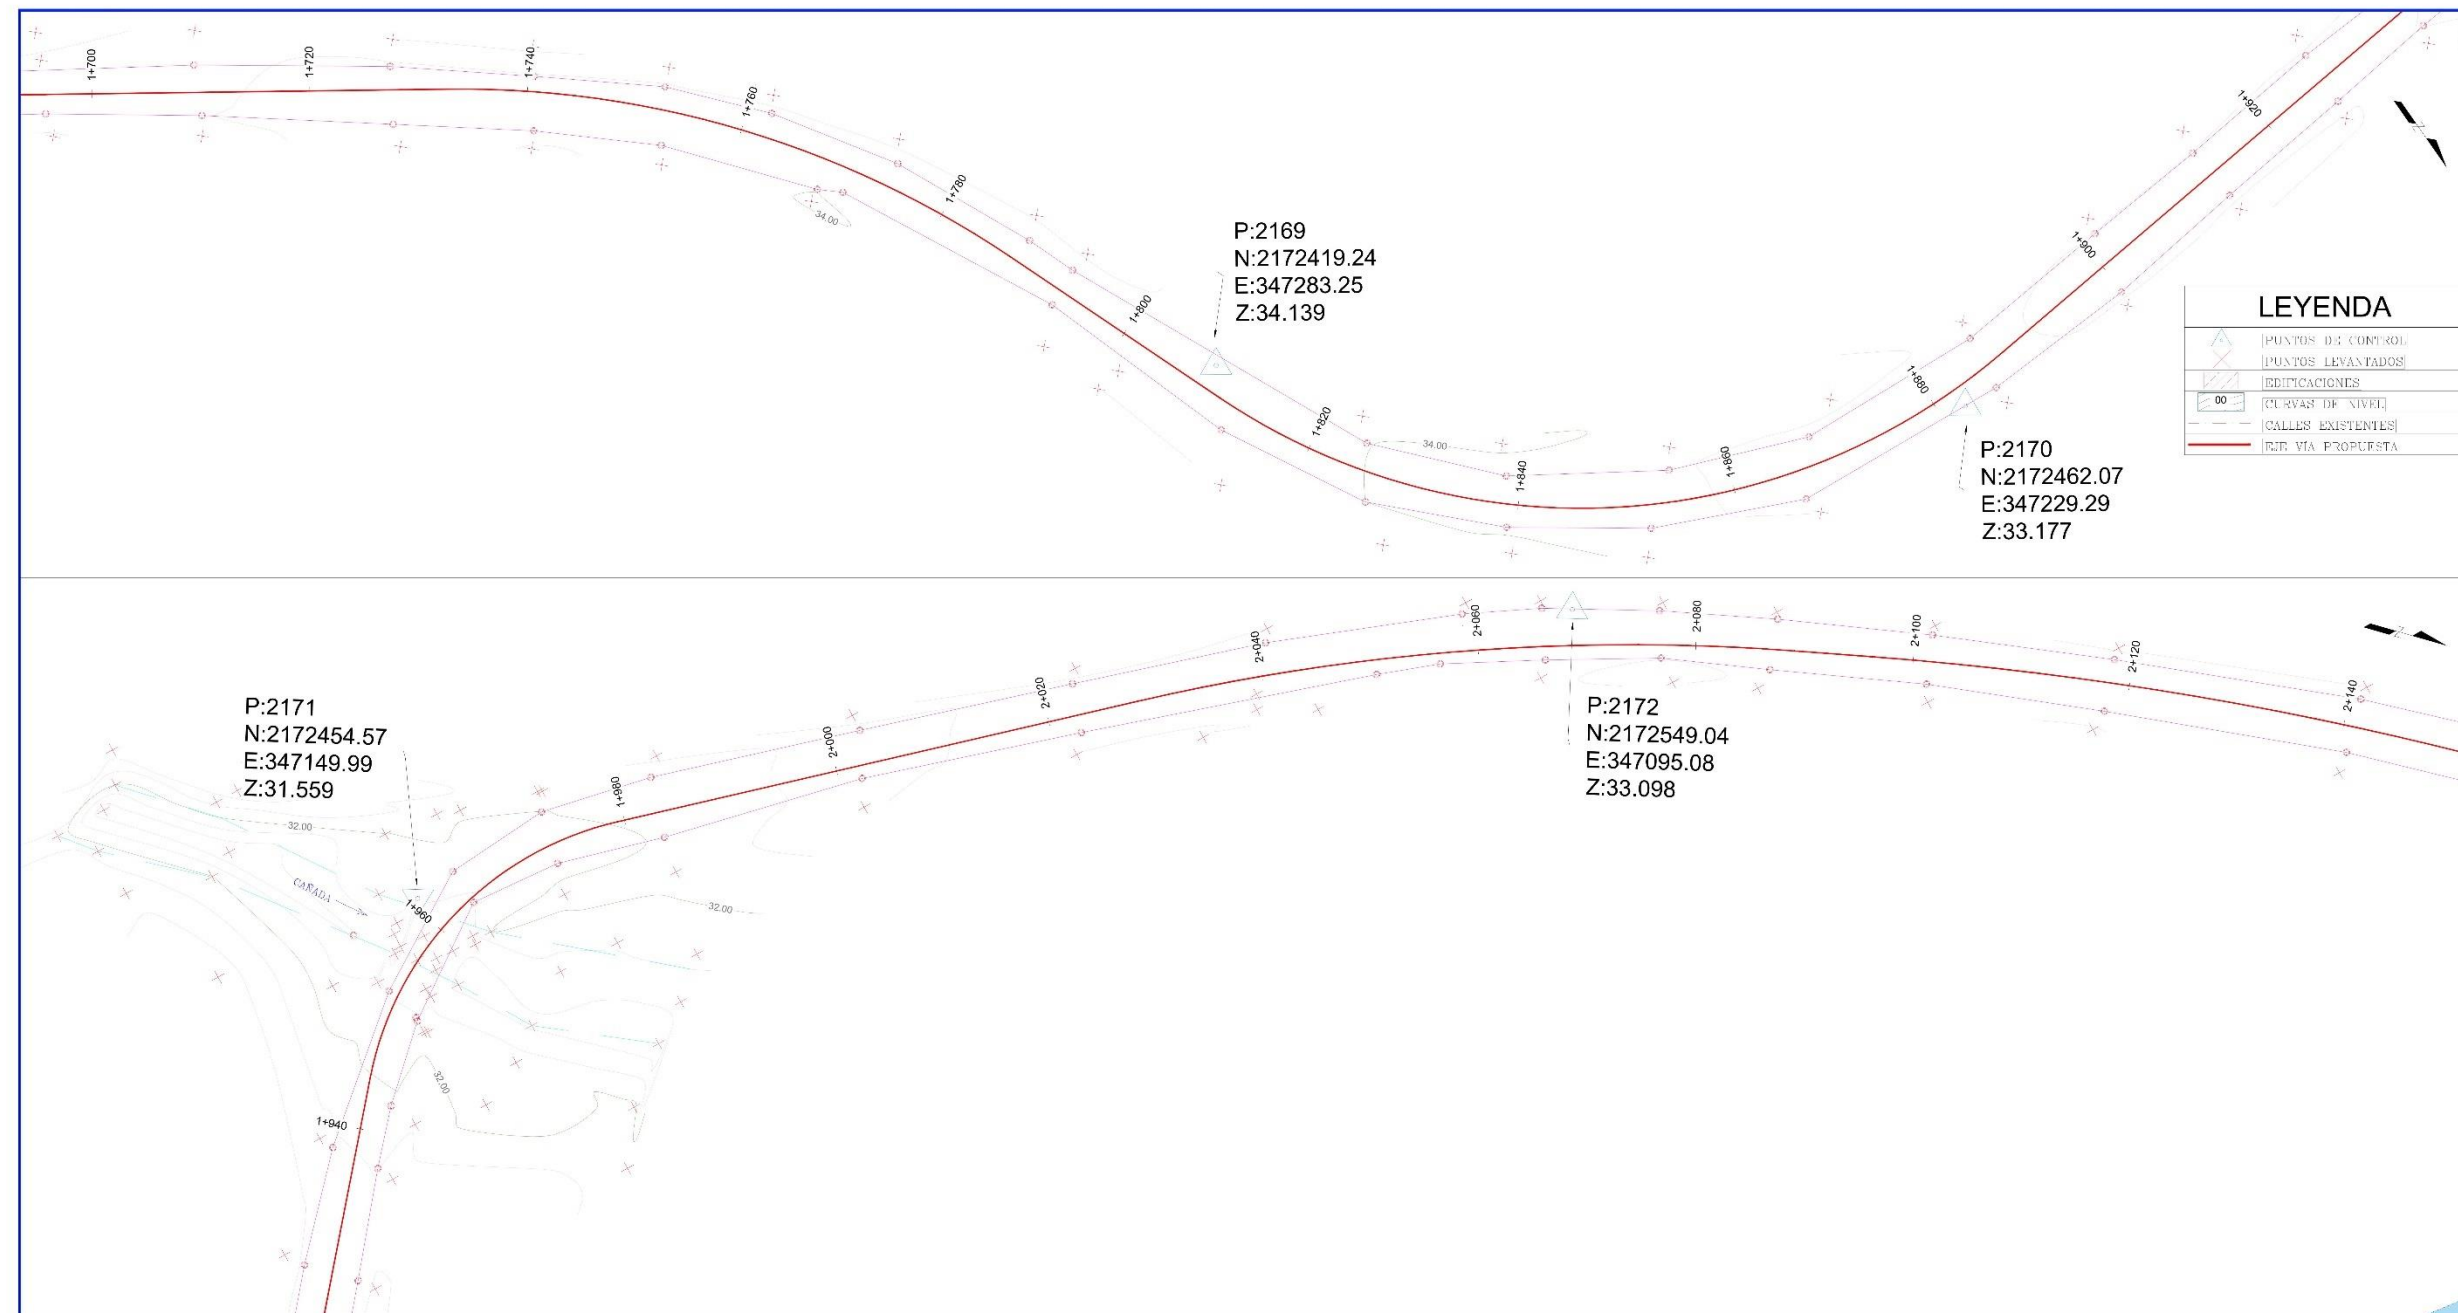 1+700
1+720
1+740
1+760
1+780
1+800
1+820
1+840
1+860
1+880
1+900
1+920
34.00
34.00
P:2169
N:2172419.24
E:347283.25
Z:34.139
P:2170
N:2172462.07
E:347229.29
Z:33.177
Z
LEYENDA
PUNTOS DE CONTROL
PUNTOS LEVANTADOS
EDIFICACIONES
00 CURVAS DE NIVEL
CALLES EXISTENTES
EJE VÍA PROPUESTA
P:2171
N:2172454.57
E:347149.99
Z:31.559
P:2172
N:2172549.04
E:347095.08
Z:33.098
1+940
1+960
1+980
2+000
2+020
2+040
2+060
2+080
2+100
2+120
2+140
32.00
CAÑADA
32.00
32.00
Z